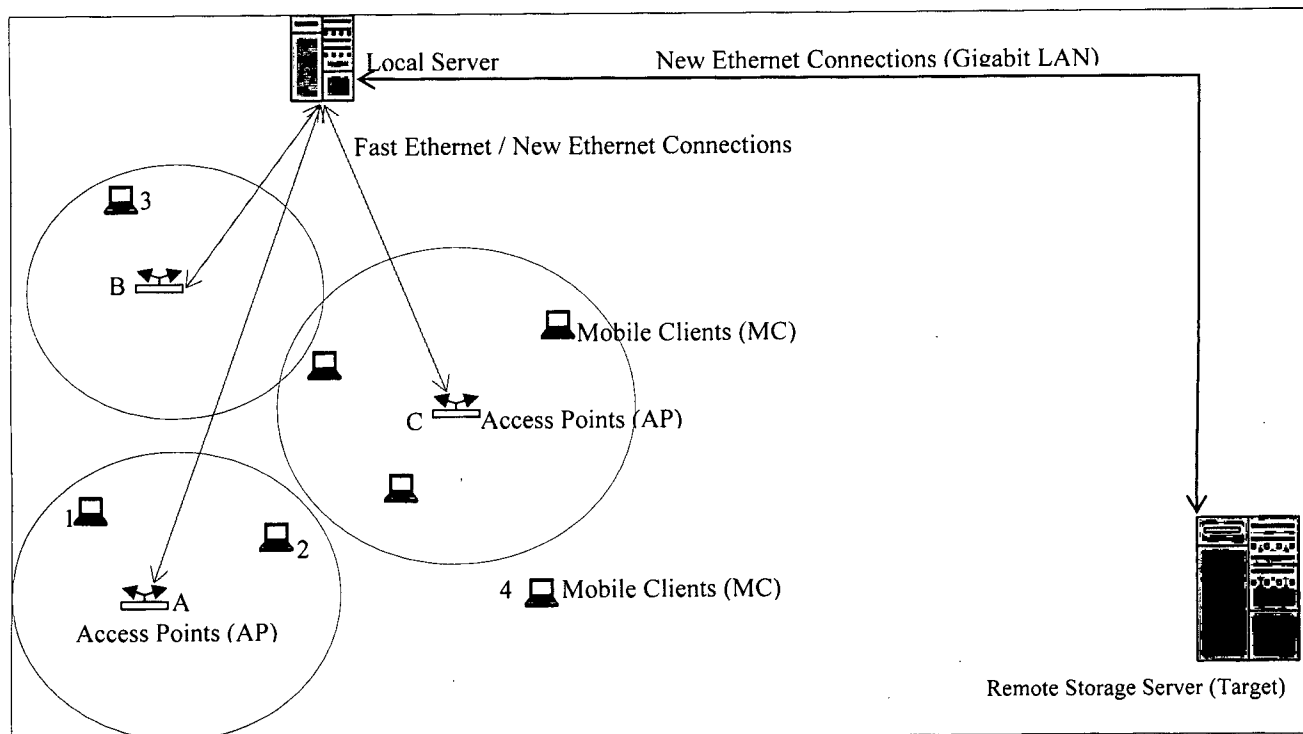 Local Server
New Ethernet Connections (Gigabit LAN)
Fast Ethernet / New Ethernet Connections
3
B
Mobile Clients (MC)
C
Access Points (AP)
1
2
4
Mobile Clients (MC)
A
Access Points (AP)
Remote Storage Server (Target)